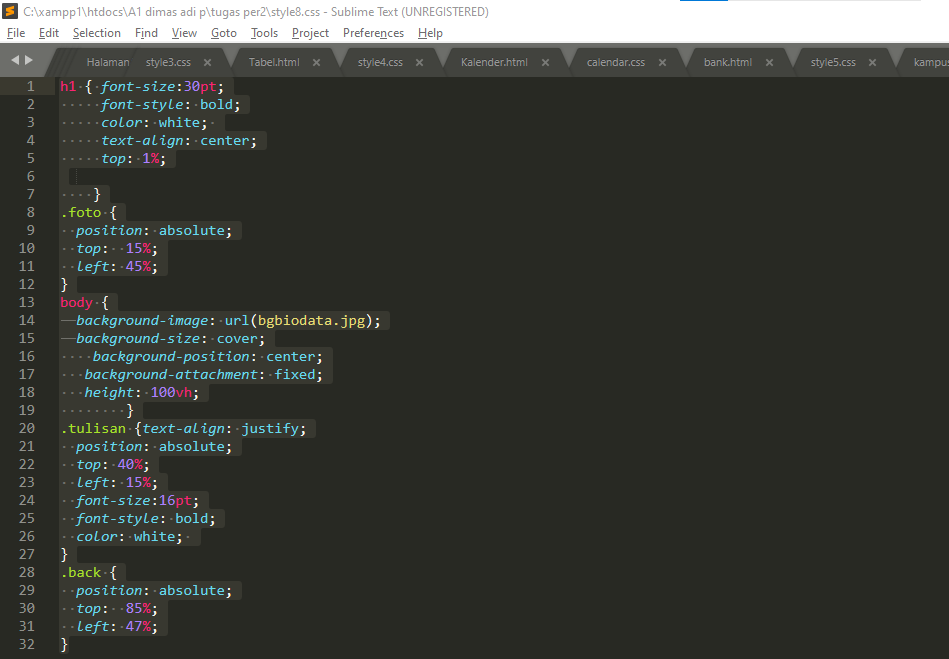 C:\xampp1\htdocs\A1 dimas adi p\tugas per2\style8.css - Sublime Text (UNREGISTERED)
File Edit Selection Find View Goto Tools Project Preferences Help
Halaman style3.css × Tabel.html × style4.css × Kalender.html × calendar.css × bank.html × style5.css × kampus
1 h1 { font-size:30pt;
2 font-style: bold;
3 color: white;
4 text-align: center;
5 top: 1%;
6
7 }
8 .foto {
9 position: absolute;
10 top: 15%;
11 left: 45%;
12 }
13 body {
14 background-image: url(bgbiodata.jpg);
15 background-size: cover;
16 background-position: center;
17 background-attachment: fixed;
18 height: 100vh;
19 }
20 .tulisan {text-align: justify;
21 position: absolute;
22 top: 40%;
23 left: 15%;
24 font-size:16pt;
25 font-style: bold;
26 color: white;
27 }
28 .back {
29 position: absolute;
30 top: 85%;
31 left: 47%;
32 }